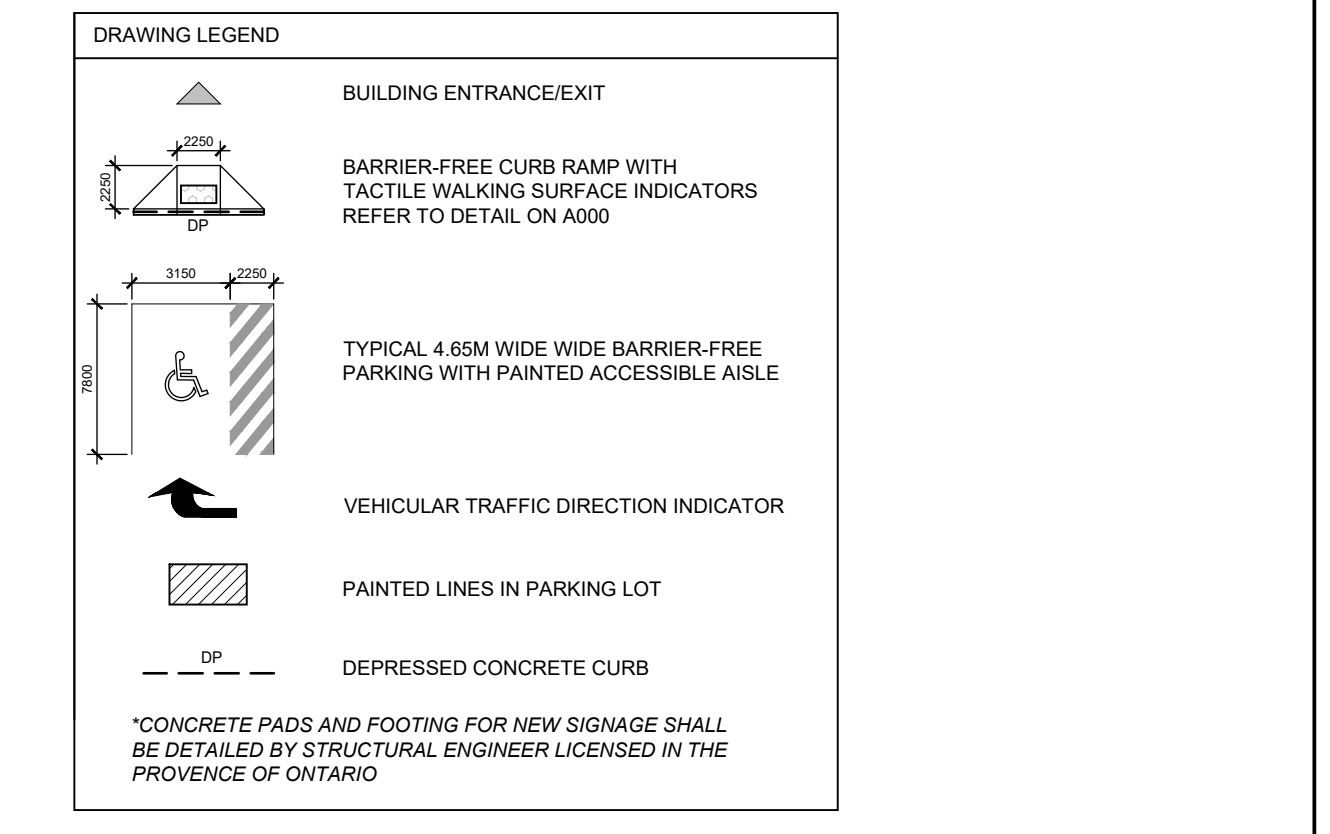 DRAWING LEGEND
BUILDING ENTRANCE/EXIT
2250
2250
DP
BARRIER-FREE CURB RAMP WITH
TACTILE WALKING SURFACE INDICATORS
REFER TO DETAIL ON A000
3150
2250
7800
TYPICAL 4.65M WIDE WIDE BARRIER-FREE
PARKING WITH PAINTED ACCESSIBLE AISLE
VEHICULAR TRAFFIC DIRECTION INDICATOR
PAINTED LINES IN PARKING LOT
DP
DEPRESSED CONCRETE CURB
*CONCRETE PADS AND FOOTING FOR NEW SIGNAGE SHALL
BE DETAILED BY STRUCTURAL ENGINEER LICENSED IN THE
PROVENCE OF ONTARIO